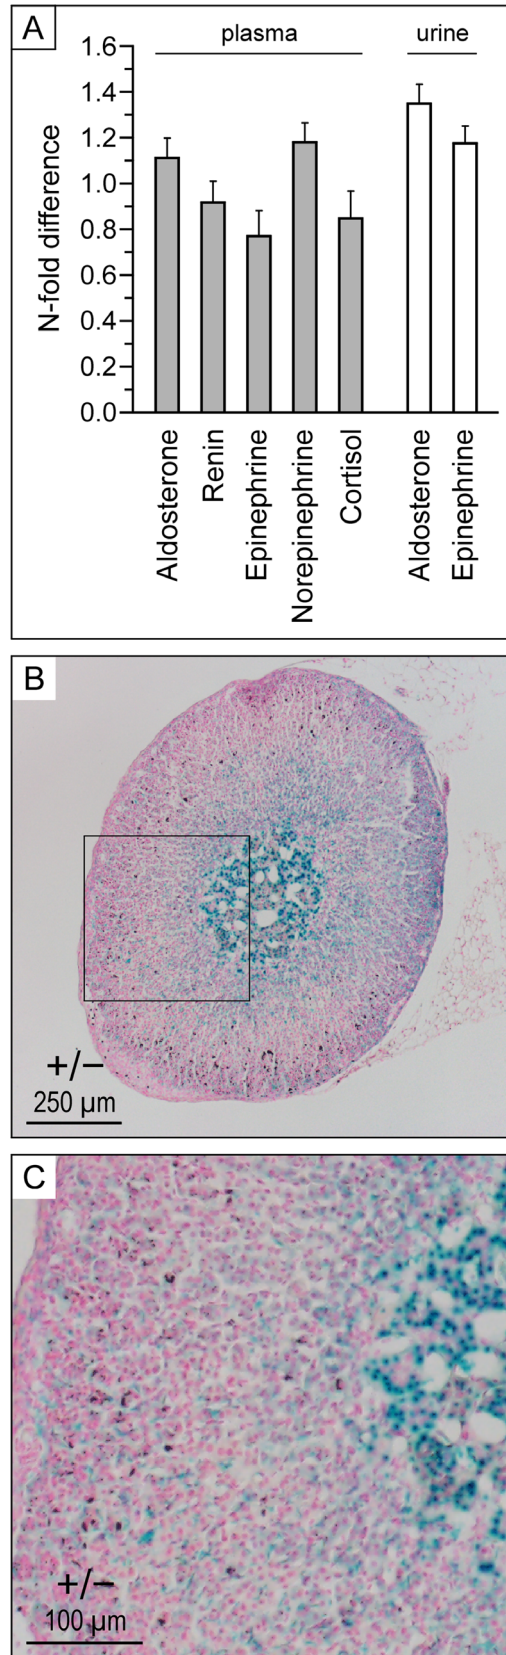 A
plasma
urine
N-fold difference
1.6
1.4
1.2
1.0
0.8
0.6
0.4
0.2
0.0
Aldosterone
Renin
Epinephrine
Norepinephrine
Cortisol
Aldosterone
Epinephrine
B
+/−
250 µm
C
+/−
100 µm